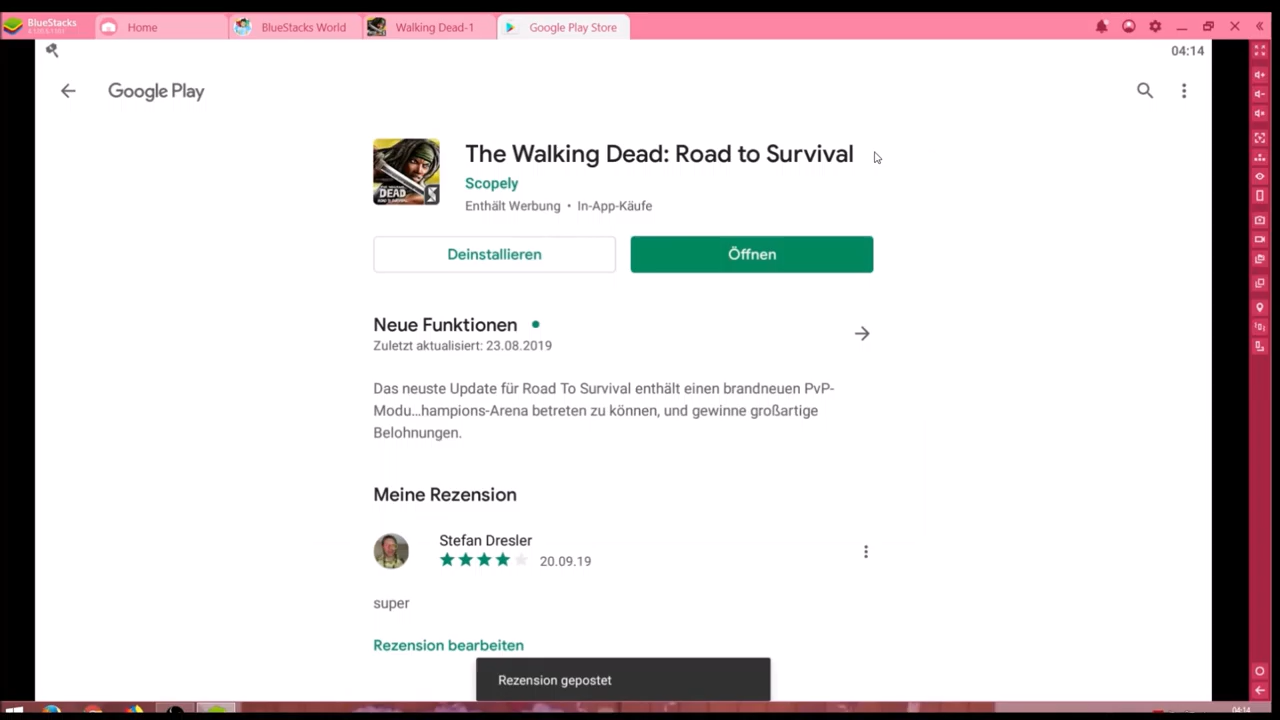 BlueStacks
Home
BlueStacks World
Walking Dead-1
Google Play Store
04:14
Google Play
The Walking Dead: Road to Survival
Scopely
Enthält Werbung • In-App-Käufe
Deinstallieren
Öffnen
Neue Funktionen
Zuletzt aktualisiert: 23.08.2019
Das neuste Update für Road To Survival enthält einen brandneuen PvP-
Modu...hampions-Arena betreten zu können, und gewinne großartige
Belohnungen.
Meine Rezension
Stefan Dresler
20.09.19
super
Rezension bearbeiten
Rezension gepostet
04:14